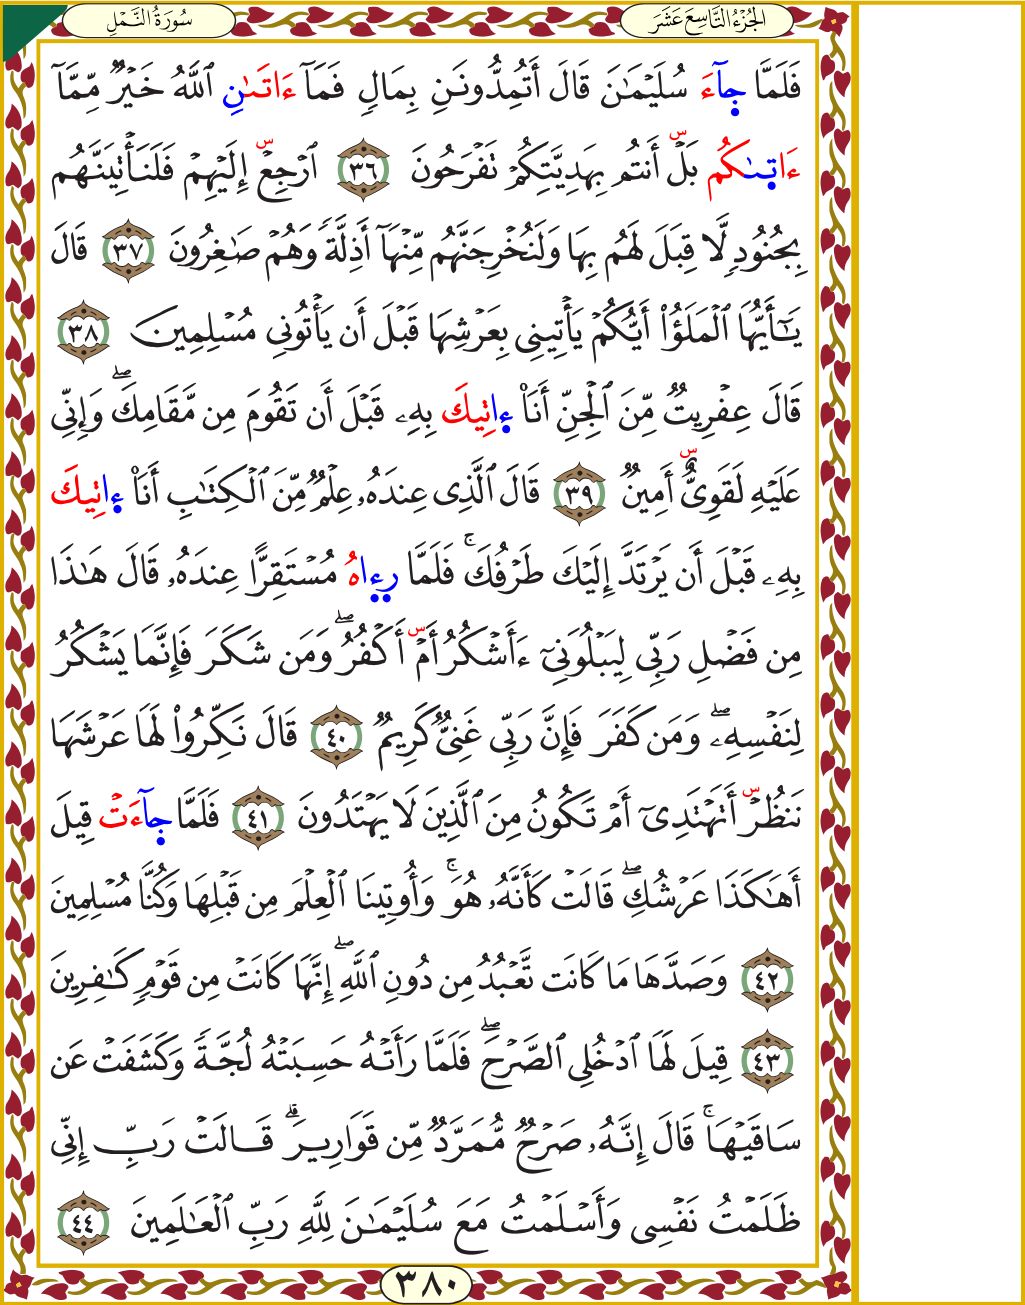 الجُزْءُ التَّاسِعَ عَشَرَ
سُورَةُ النَّمْلِ
فَلَمَّا جَآءَ سُلَيْمَٰنَ قَالَ أَتُمِدُّونَنِ بِمَالٍ فَمَآ ءَاتَىٰنِ ٱللَّهُ خَيْرٌ مِّمَّآ
ءَاتَىٰكُم بَلْ أَنتُم بِهَدِيَّتِكُمْ تَفْرَحُونَ ٣٦ ٱرْجِعْ إِلَيْهِمْ فَلَنَأْتِيَنَّهُم
بِجُنُودٍ لَّا قِبَلَ لَهُم بِهَا وَلَنُخْرِجَنَّهُم مِّنْهَآ أَذِلَّةً وَهُمْ صَٰغِرُونَ ٣٧ قَالَ
يَٰٓأَيُّهَا ٱلْمَلَؤُا۟ أَيُّكُمْ يَأْتِينِى بِعَرْشِهَا قَبْلَ أَن يَأْتُونِى مُسْلِمِينَ ٣٨
قَالَ عِفْرِيتٌ مِّنَ ٱلْجِنِّ أَنَا۠ ءَاتِيكَ بِهِۦ قَبْلَ أَن تَقُومَ مِن مَّقَامِكَ ۖ وَإِنِّى
عَلَيْهِ لَقَوِىٌّ أَمِينٌ ٣٩ قَالَ ٱلَّذِى عِندَهُۥ عِلْمٌ مِّنَ ٱلْكِتَٰبِ أَنَا۠ ءَاتِيكَ
بِهِۦ قَبْلَ أَن يَرْتَدَّ إِلَيْكَ طَرْفُكَ ۚ فَلَمَّا رِءَاهُ مُسْتَقِرًّا عِندَهُۥ قَالَ هَٰذَا
مِن فَضْلِ رَبِّى لِيَبْلُوَنِىٓ ءَأَشْكُرُ أَمْ أَكْفُرُ ۖ وَمَن شَكَرَ فَإِنَّمَا يَشْكُرُ
لِنَفْسِهِۦ ۖ وَمَن كَفَرَ فَإِنَّ رَبِّى غَنِىٌّ كَرِيمٌ ٤٠ قَالَ نَكِّرُوا۟ لَهَا عَرْشَهَا
نَنظُرْ أَتَهْتَدِىٓ أَمْ تَكُونُ مِنَ ٱلَّذِينَ لَا يَهْتَدُونَ ٤١ فَلَمَّا جَآءَتْ قِيلَ
أَهَٰكَذَا عَرْشُكِ ۖ قَالَتْ كَأَنَّهُۥ هُوَ ۚ وَأُوتِينَا ٱلْعِلْمَ مِن قَبْلِهَا وَكُنَّا مُسْلِمِينَ
٤٢ وَصَدَّهَا مَا كَانَت تَّعْبُدُ مِن دُونِ ٱللَّهِ ۖ إِنَّهَا كَانَتْ مِن قَوْمٍ كَٰفِرِينَ
٤٣ قِيلَ لَهَا ٱدْخُلِى ٱلصَّرْحَ ۖ فَلَمَّا رَأَتْهُ حَسِبَتْهُ لُجَّةً وَكَشَفَتْ عَن
سَاقَيْهَا ۚ قَالَ إِنَّهُۥ صَرْحٌ مُّمَرَّدٌ مِّن قَوَارِيرَ ۗ قَالَتْ رَبِّ إِنِّى
ظَلَمْتُ نَفْسِى وَأَسْلَمْتُ مَعَ سُلَيْمَٰنَ لِلَّهِ رَبِّ ٱلْعَٰلَمِينَ ٤٤
٣٨٠